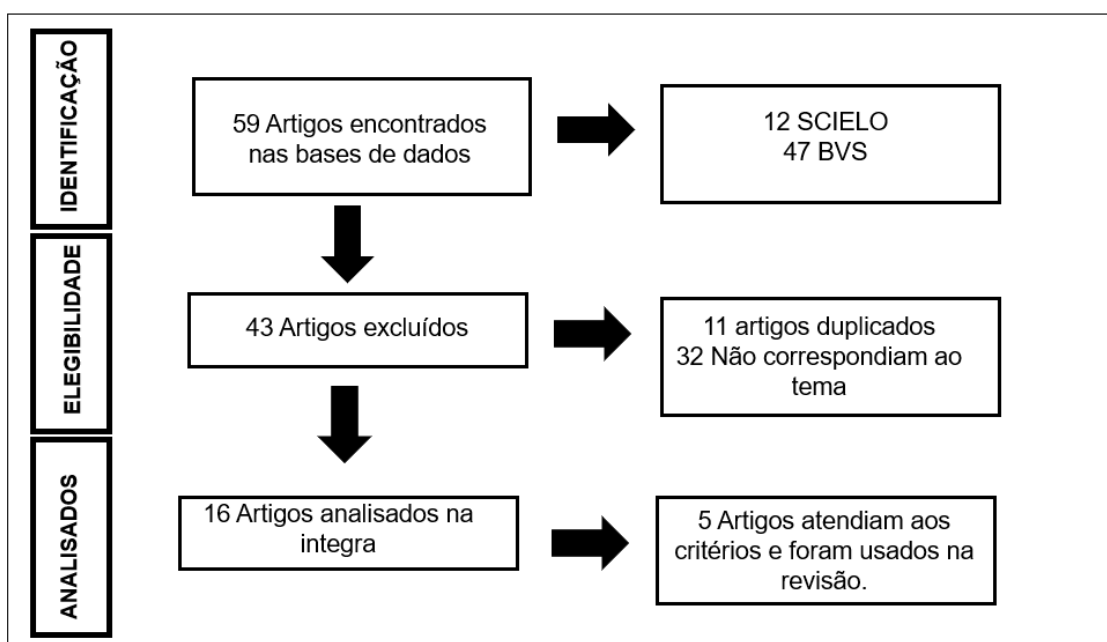 IDENTIFICAÇÃO
59 Artigos encontrados
nas bases de dados
12 SCIELO
47 BVS
ELEGIBILIDADE
43 Artigos excluídos
11 artigos duplicados
32 Não correspondiam ao
tema
ANALISADOS
16 Artigos analisados na
integra
5 Artigos atendiam aos
critérios e foram usados na
revisão.